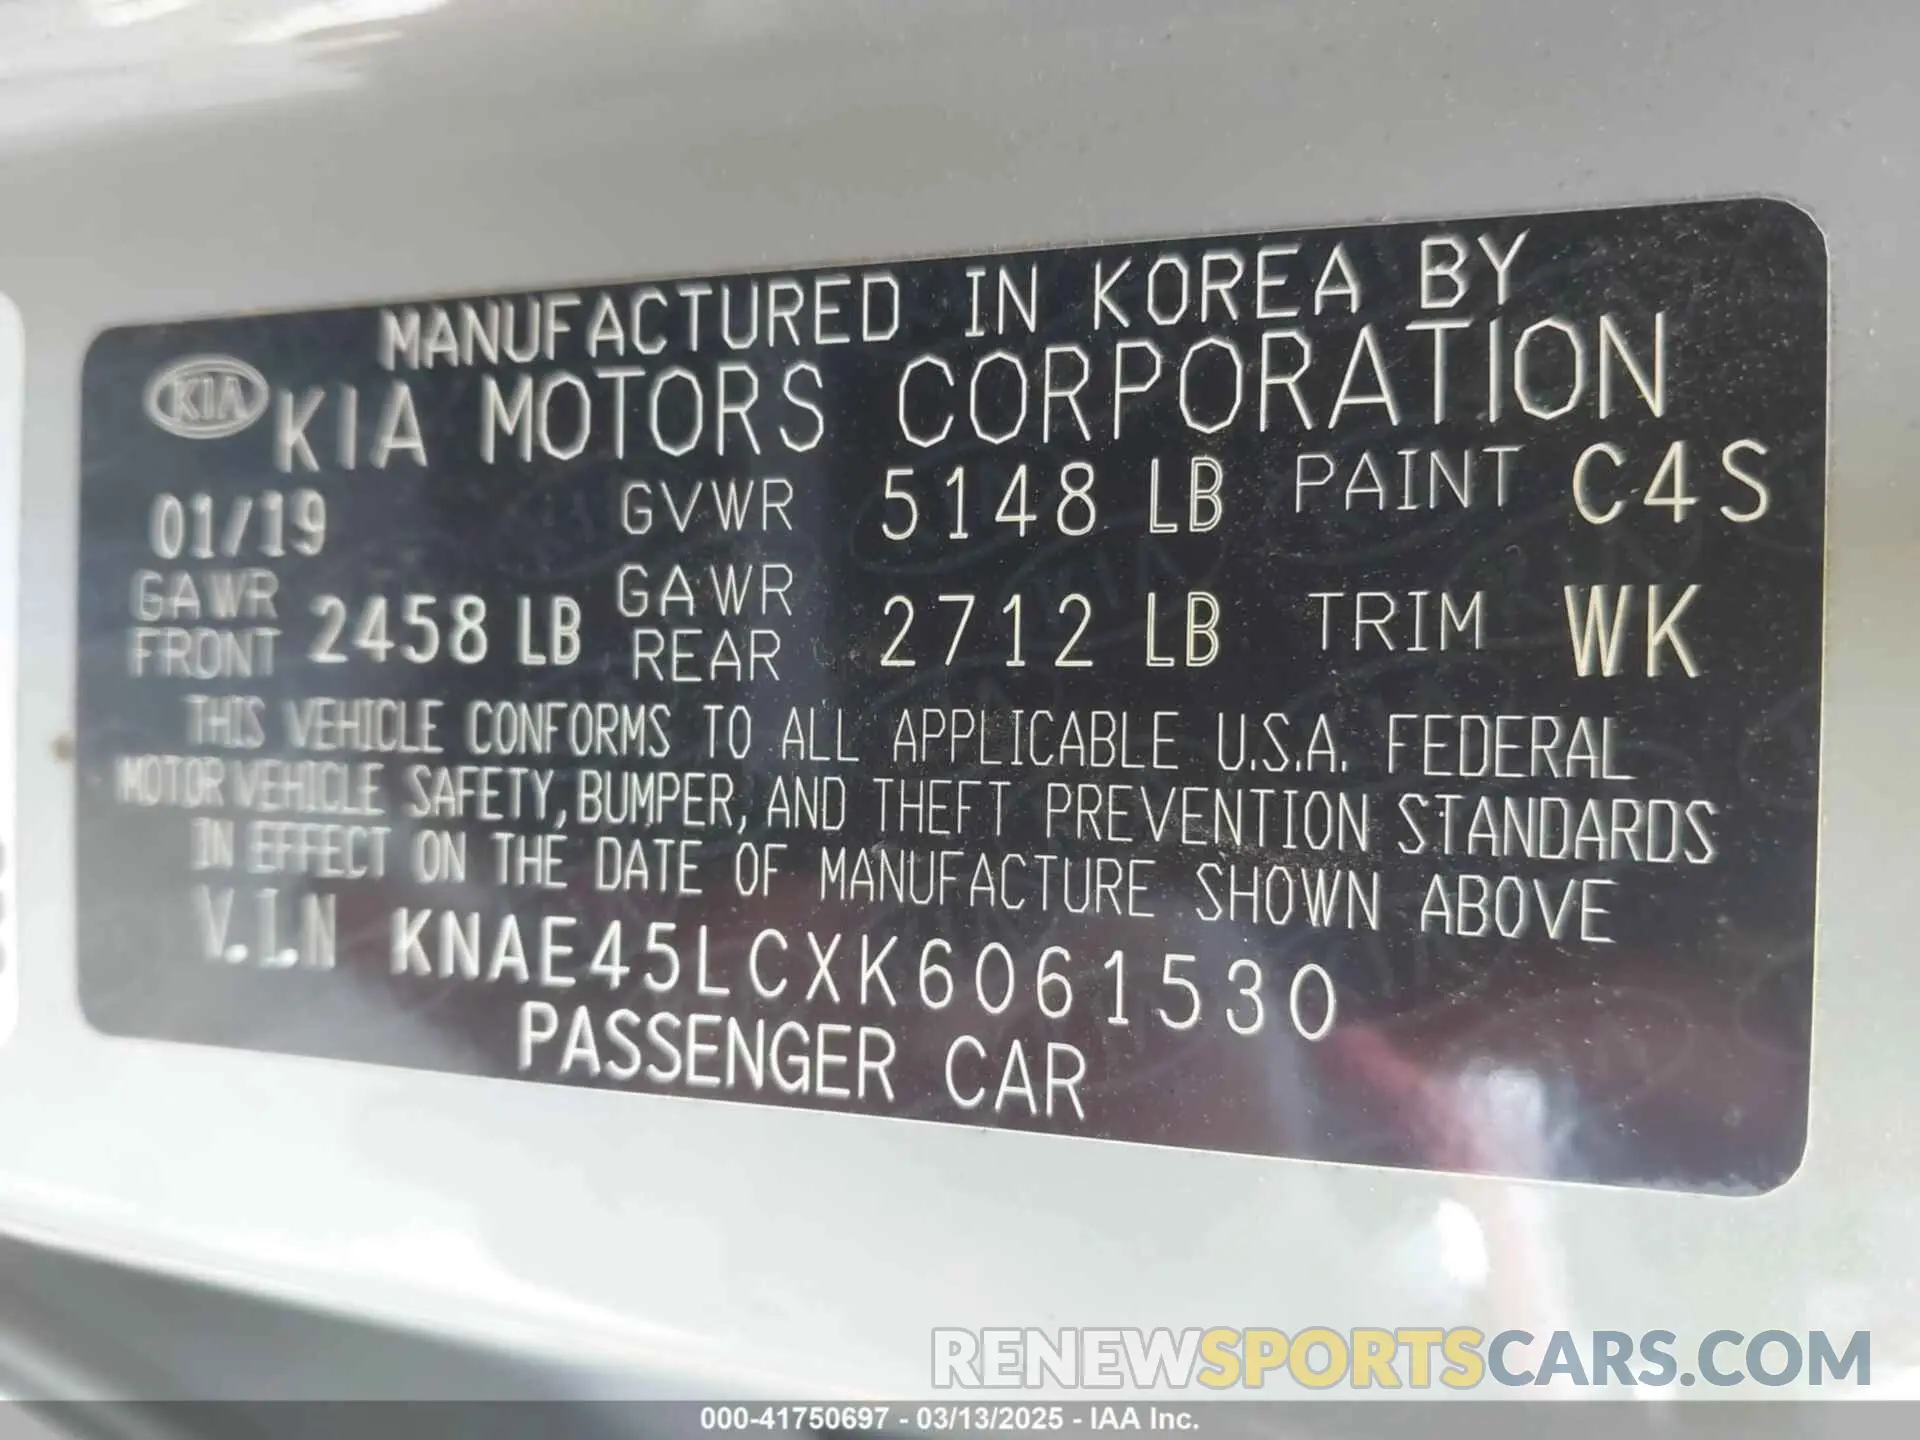 MANUFACTURED IN KOREA BY
KIA KIA MOTORS CORPORATION
01/19 GVWR 5148 LB PAINT C4S
GAWR FRONT 2458 LB GAWR REAR 2712 LB TRIM WK
THIS VEHICLE CONFORMS TO ALL APPLICABLE U.S.A. FEDERAL
MOTOR VEHICLE SAFETY, BUMPER, AND THEFT PREVENTION STANDARDS
IN EFFECT ON THE DATE OF MANUFACTURE SHOWN ABOVE
V.I.N KNAE45LCXK6061530
PASSENGER CAR
RENEWSPORTSCARS.COM
000-41750697 - 03/13/2025 - IAA Inc.